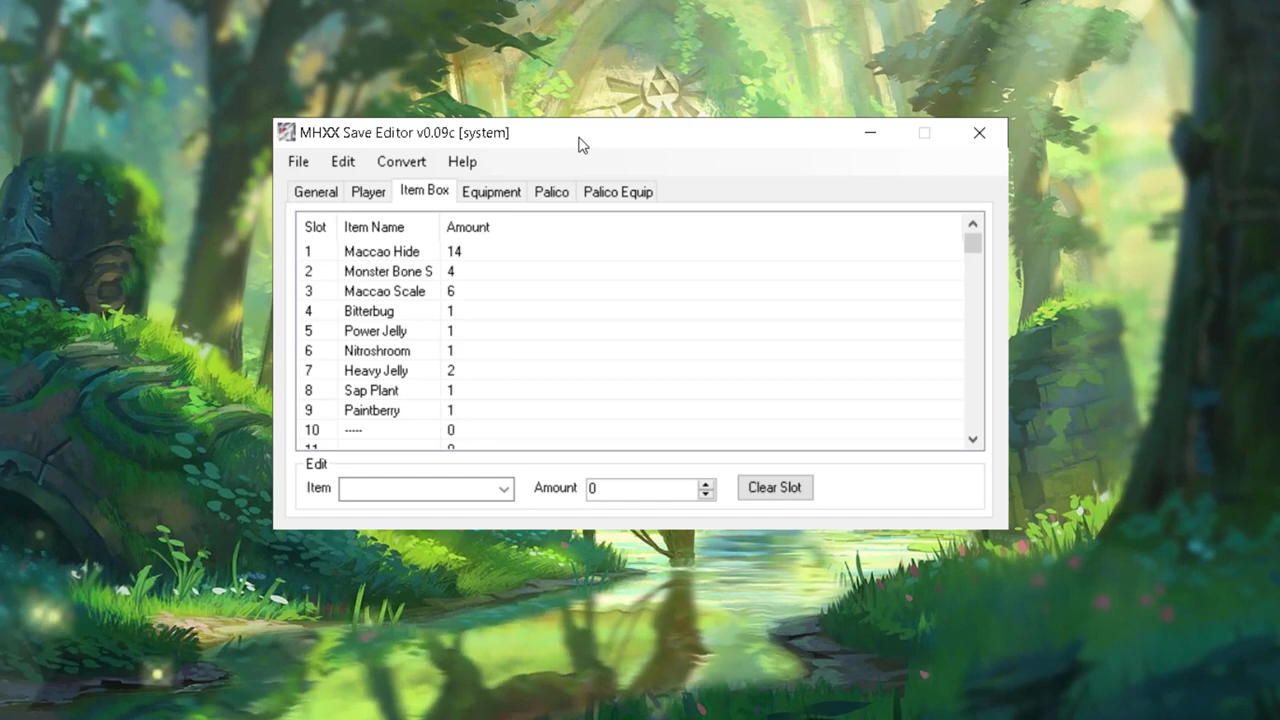 MHXX Save Editor v0.09c [system]
File Edit Convert Help
General Player Item Box Equipment Palico Palico Equip
Slot Item Name Amount
1 Maccao Hide 14
2 Monster Bone S 4
3 Maccao Scale 6
4 Bitterbug 1
5 Power Jelly 1
6 Nitroshroom 1
7 Heavy Jelly 2
8 Sap Plant 1
9 Paintberry 1
10 ----- 0
Edit
Item Amount 0 Clear Slot